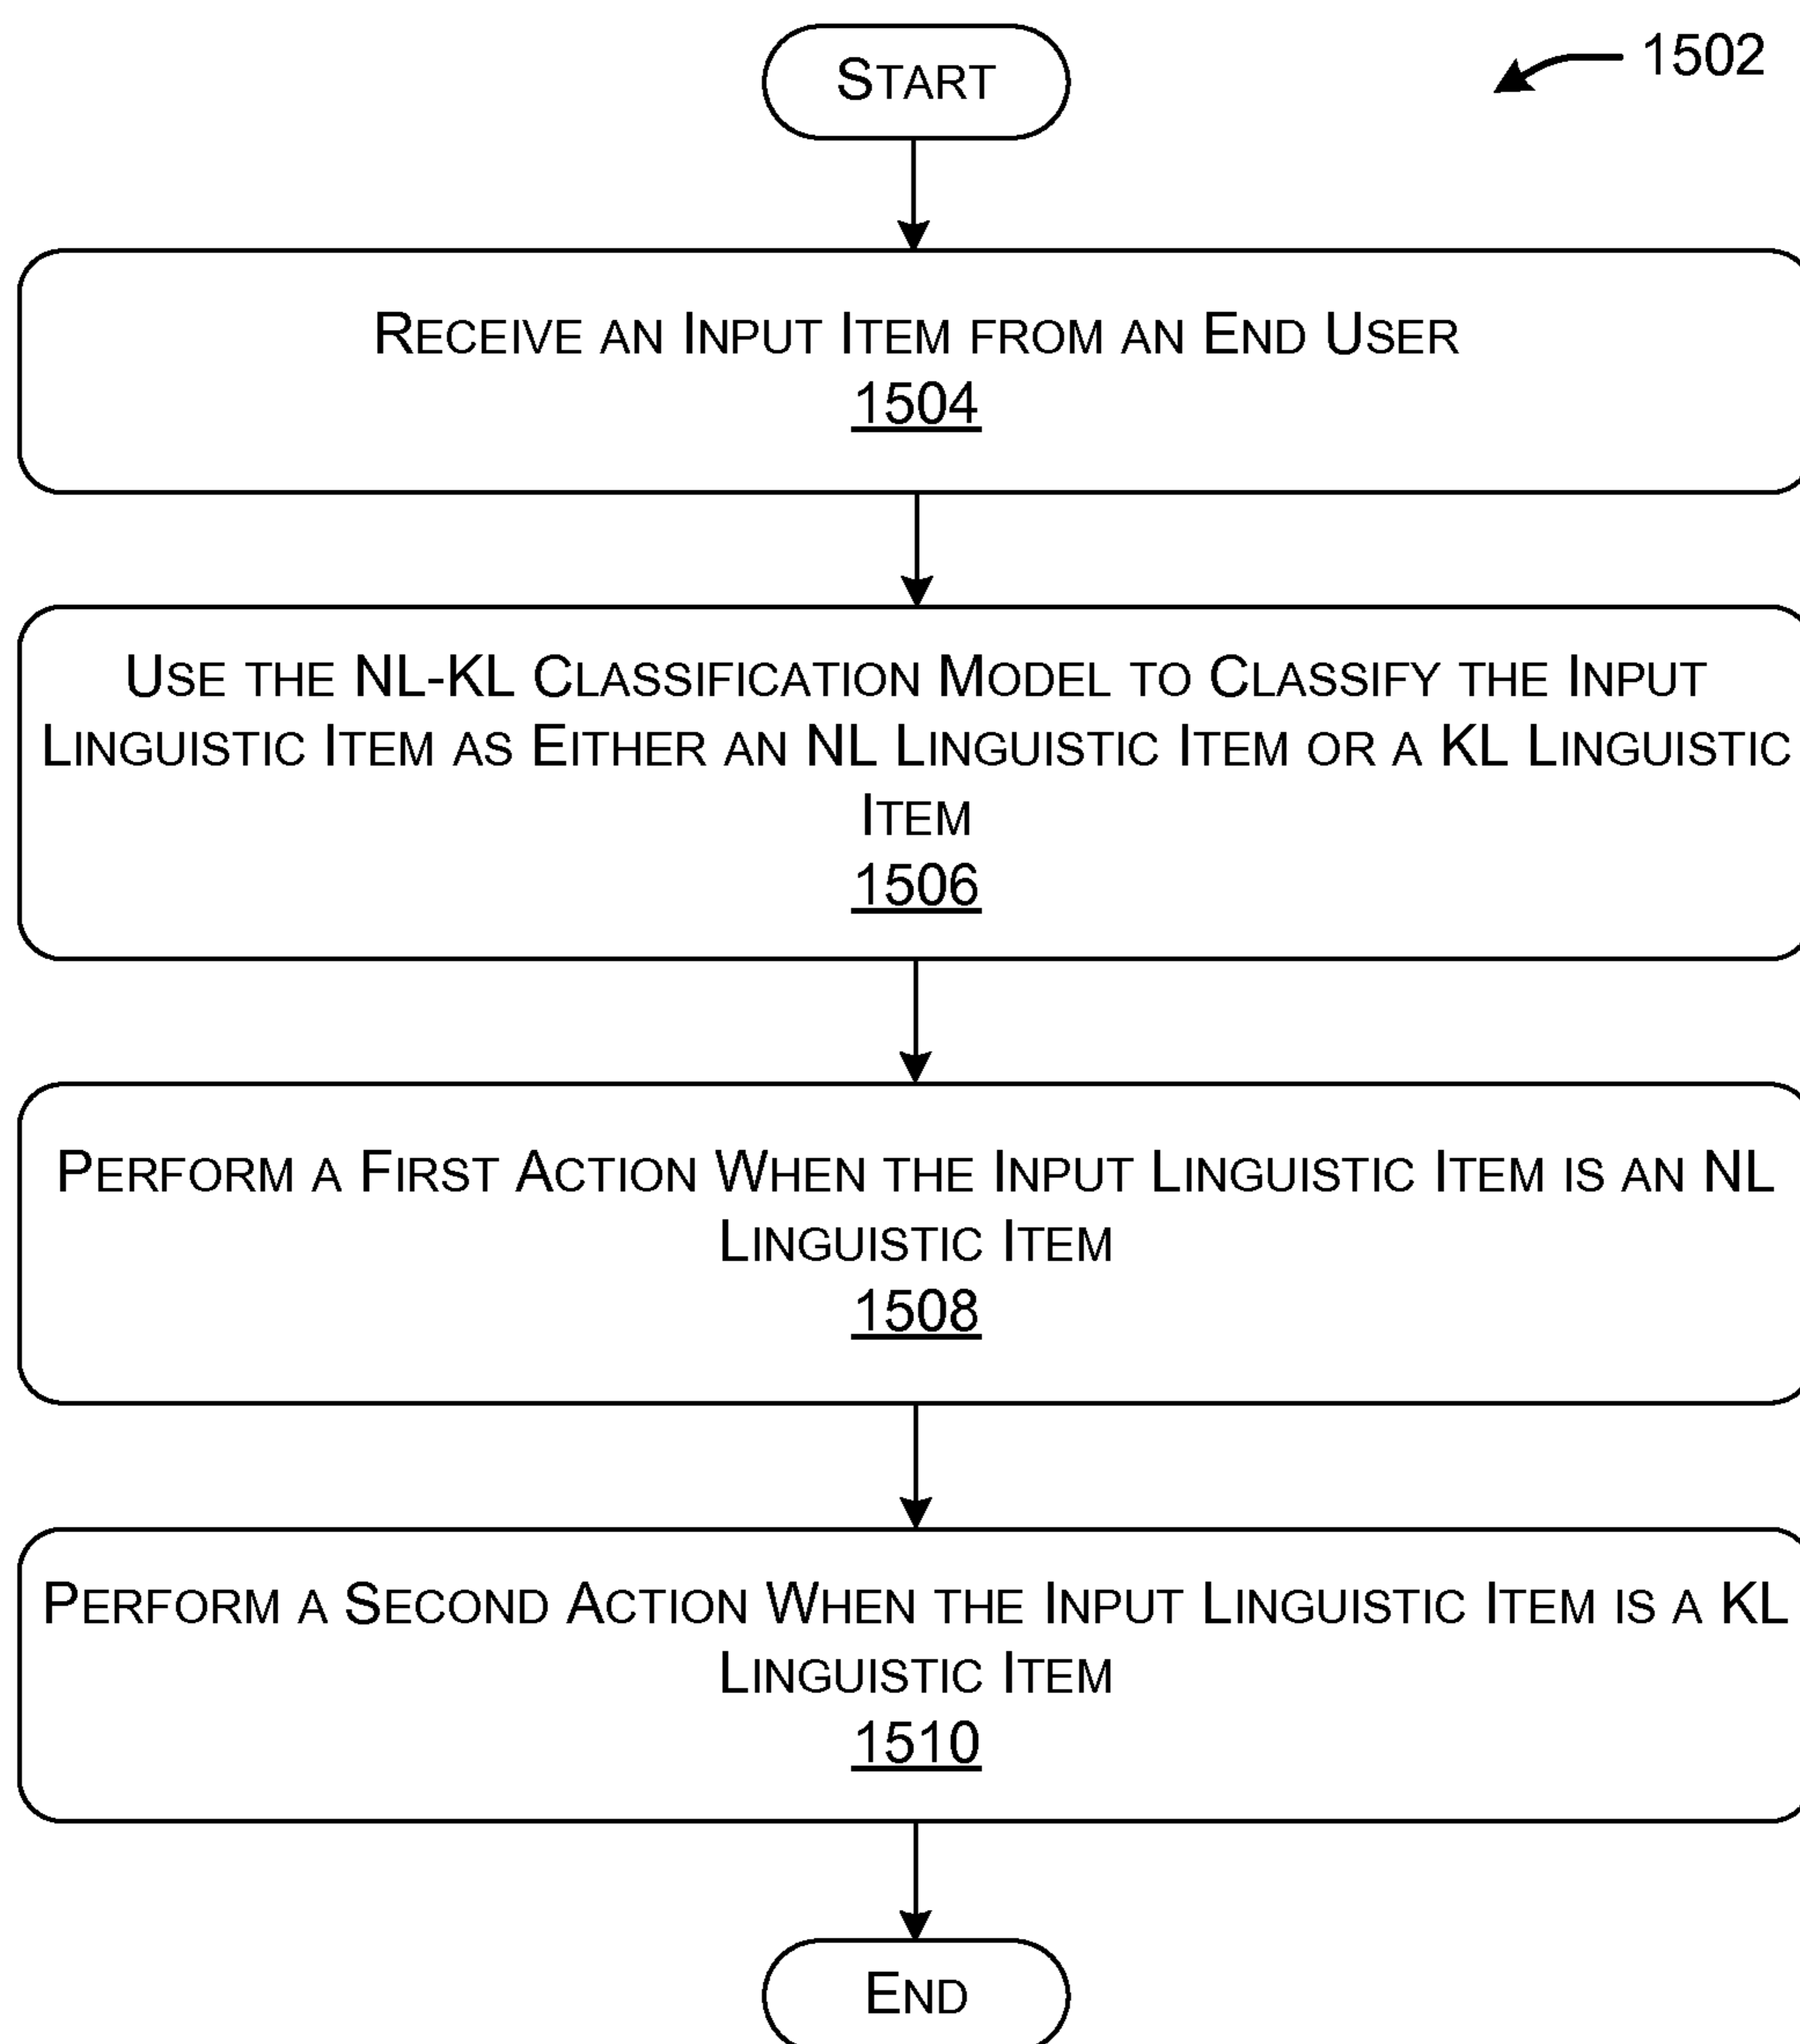 START
1502
RECEIVE AN INPUT ITEM FROM AN END USER
1504
USE THE NL-KL CLASSIFICATION MODEL TO CLASSIFY THE INPUT
LINGUISTIC ITEM AS EITHER AN NL LINGUISTIC ITEM OR A KL LINGUISTIC
ITEM
1506
PERFORM A FIRST ACTION WHEN THE INPUT LINGUISTIC ITEM IS AN NL
LINGUISTIC ITEM
1508
PERFORM A SECOND ACTION WHEN THE INPUT LINGUISTIC ITEM IS A KL
LINGUISTIC ITEM
1510
END